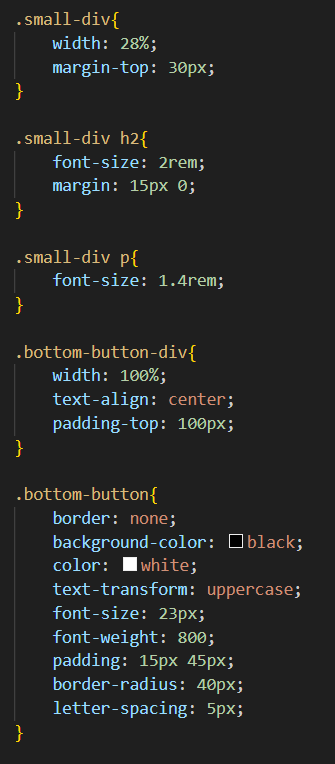 .small-div{
width: 28%;
margin-top: 30px;
}
.small-div h2{
font-size: 2rem;
margin: 15px 0;
}
.small-div p{
font-size: 1.4rem;
}
.bottom-button-div{
width: 100%;
text-align: center;
padding-top: 100px;
}
.bottom-button{
border: none;
background-color: black;
color: white;
text-transform: uppercase;
font-size: 23px;
font-weight: 800;
padding: 15px 45px;
border-radius: 40px;
letter-spacing: 5px;
}